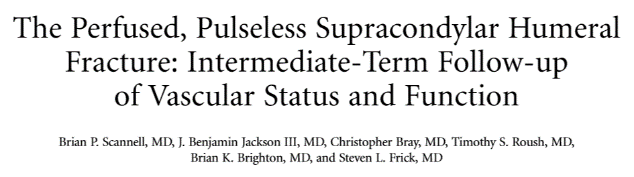 The Perfused, Pulseless Supracondylar Humeral
Fracture: Intermediate-Term Follow-up
of Vascular Status and Function
Brian P. Scannell, MD, J. Benjamin Jackson III, MD, Christopher Bray, MD, Timothy S. Roush, MD,
Brian K. Brighton, MD, and Steven L. Frick, MD